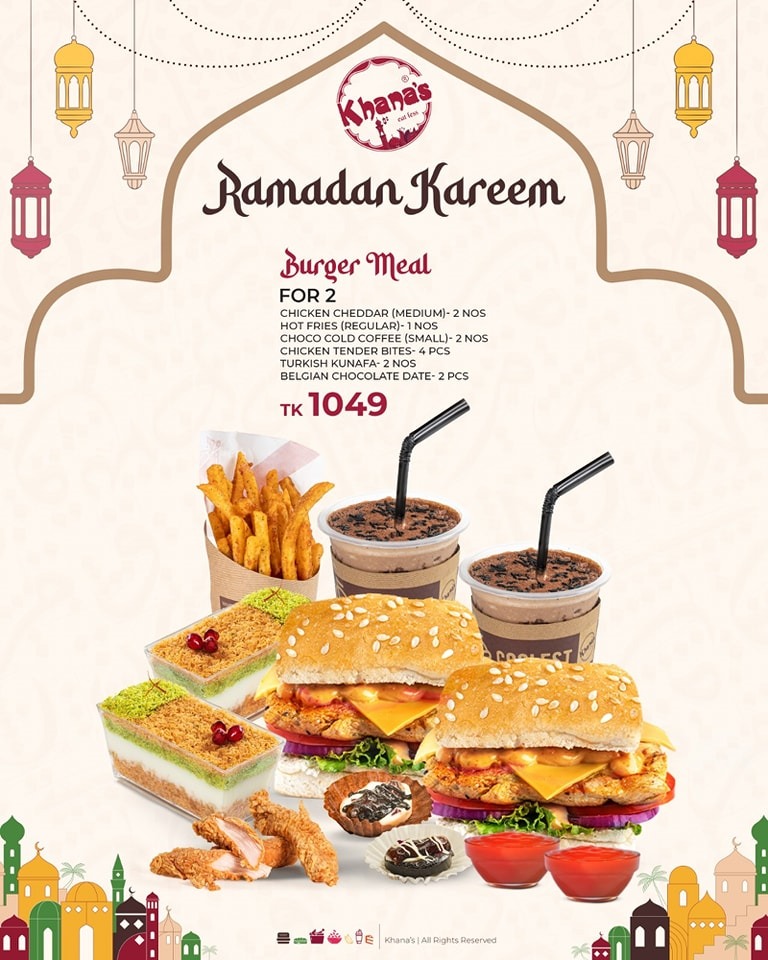 Khana's
®
eat less
Ramadan Kareem
Burger Meal
FOR 2
CHICKEN CHEDDAR (MEDIUM)- 2 NOS
HOT FRIES (REGULAR)- 1 NOS
CHOCO COLD COFFEE (SMALL)- 2 NOS
CHICKEN TENDER BITES- 4 PCS
TURKISH KUNAFA- 2 NOS
BELGIAN CHOCOLATE DATE- 2 PCS
TK 1049
COOLEST
Khana's | All Rights Reserved